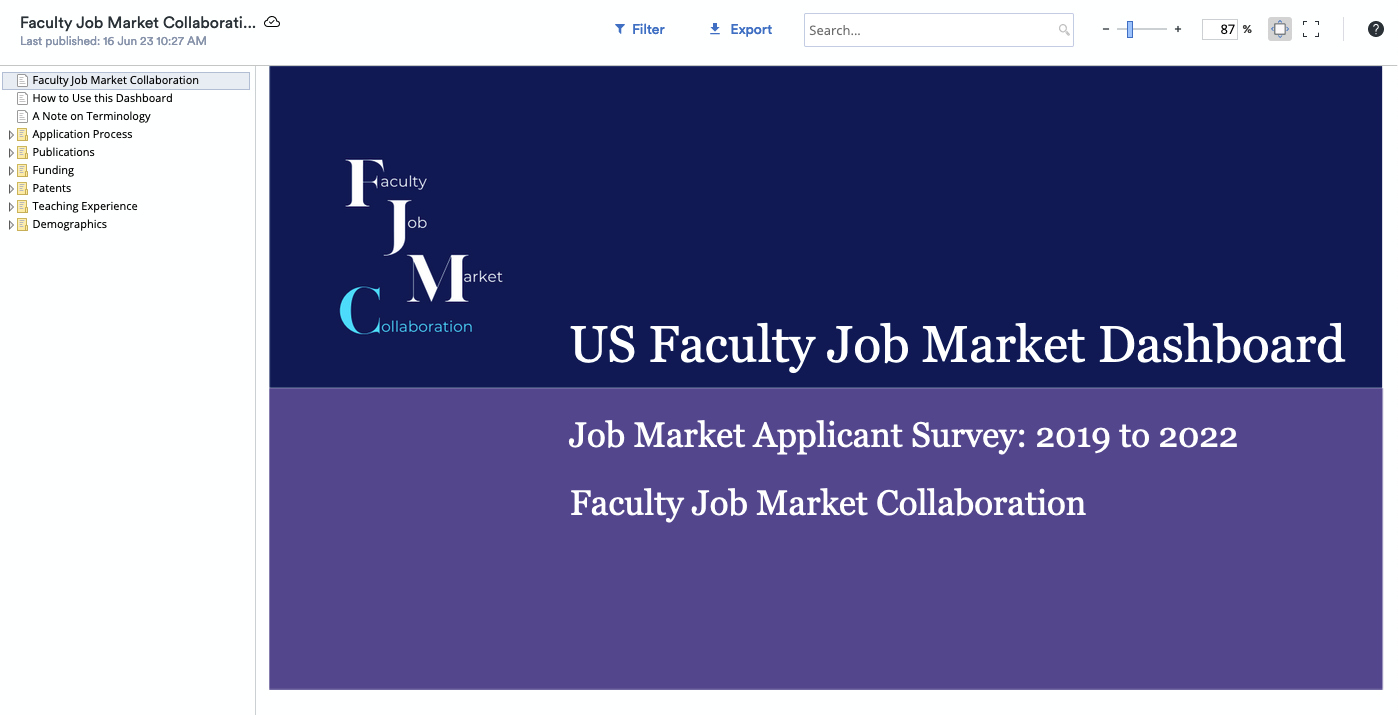 Faculty Job Market Collaborati...
Last published: 16 Jun 23 10:27 AM
Filter
Export
Search...
− +
87 %
?
Faculty Job Market Collaboration
How to Use this Dashboard
A Note on Terminology
Application Process
Publications
Funding
Patents
Teaching Experience
Demographics
Faculty
Job
Market
Collaboration
US Faculty Job Market Dashboard
Job Market Applicant Survey: 2019 to 2022
Faculty Job Market Collaboration